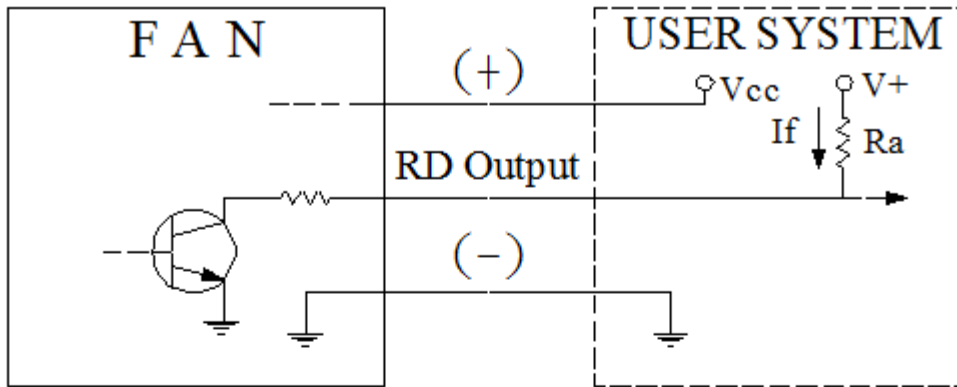 F A N
USER SYSTEM
(+)
Vcc
V+
If
Ra
RD Output
(-)